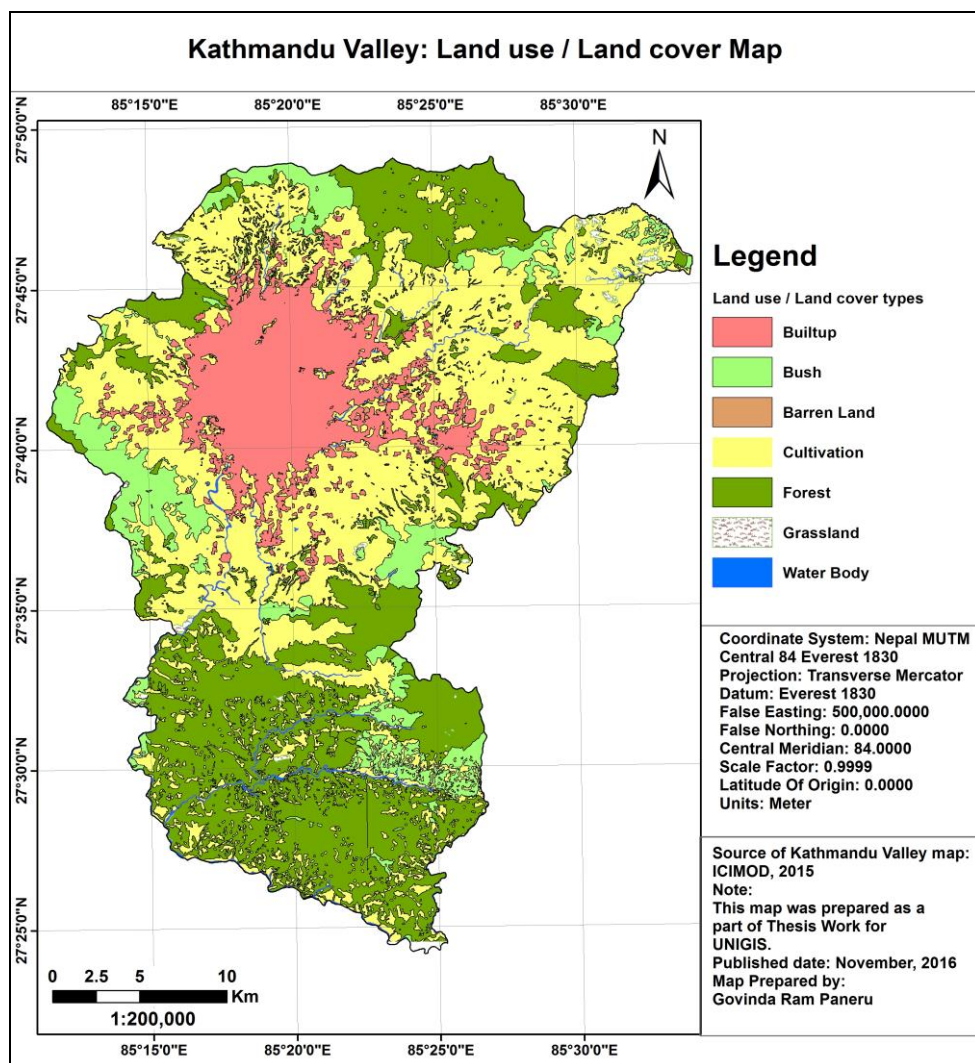 Kathmandu Valley: Land use / Land cover Map
85°15'0"E 85°20'0"E 85°25'0"E 85°30'0"E
27°50'0"N
27°45'0"N
27°40'0"N
27°35'0"N
27°30'0"N
27°25'0"N
N
0 2.5 5 10
Km
1:200,000
85°15'0"E 85°20'0"E 85°25'0"E 85°30'0"E
Legend
Land use / Land cover types
Builtup
Bush
Barren Land
Cultivation
Forest
Grassland
Water Body
Coordinate System: Nepal MUTM
Central 84 Everest 1830
Projection: Transverse Mercator
Datum: Everest 1830
False Easting: 500,000.0000
False Northing: 0.0000
Central Meridian: 84.0000
Scale Factor: 0.9999
Latitude Of Origin: 0.0000
Units: Meter
Source of Kathmandu Valley map:
ICIMOD, 2015
Note:
This map was prepared as a
part of Thesis Work for
UNIGIS.
Published date: November, 2016
Map Prepared by:
Govinda Ram Paneru